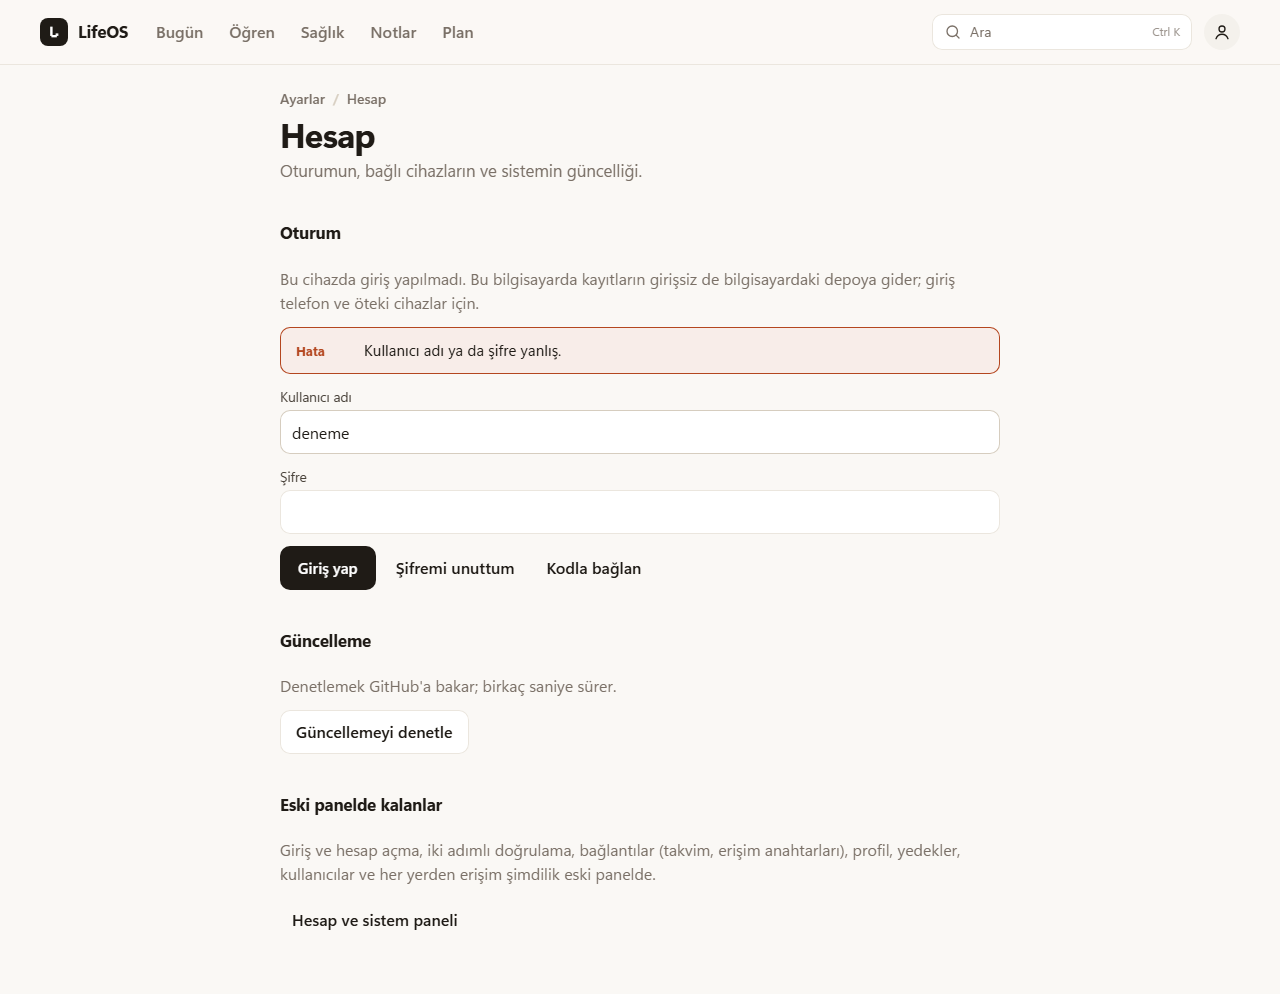 LifeOS
Bugün
Öğren
Sağlık
Notlar
Plan
Ara
Ctrl K
Ayarlar / Hesap
Hesap
Oturumun, bağlı cihazların ve sistemin güncelliği.
Oturum
Bu cihazda giriş yapılmadı. Bu bilgisayarda kayıtların girişsiz de bilgisayardaki depoya gider; giriş
telefon ve öteki cihazlar için.
Hata Kullanıcı adı ya da şifre yanlış.
Kullanıcı adı
deneme
Şifre
Giriş yap
Şifremi unuttum
Kodla bağlan
Güncelleme
Denetlemek GitHub'a bakar; birkaç saniye sürer.
Güncellemeyi denetle
Eski panelde kalanlar
Giriş ve hesap açma, iki adımlı doğrulama, bağlantılar (takvim, erişim anahtarları), profil, yedekler,
kullanıcılar ve her yerden erişim şimdilik eski panelde.
Hesap ve sistem paneli